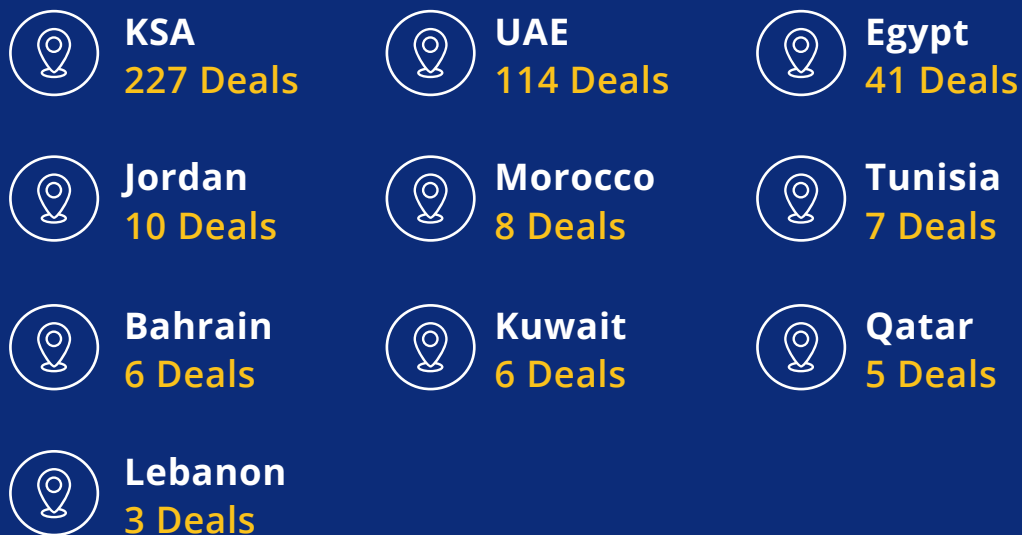 KSA
227 Deals
UAE
114 Deals
Egypt
41 Deals
Jordan
10 Deals
Morocco
8 Deals
Tunisia
7 Deals
Bahrain
6 Deals
Kuwait
6 Deals
Qatar
5 Deals
Lebanon
3 Deals